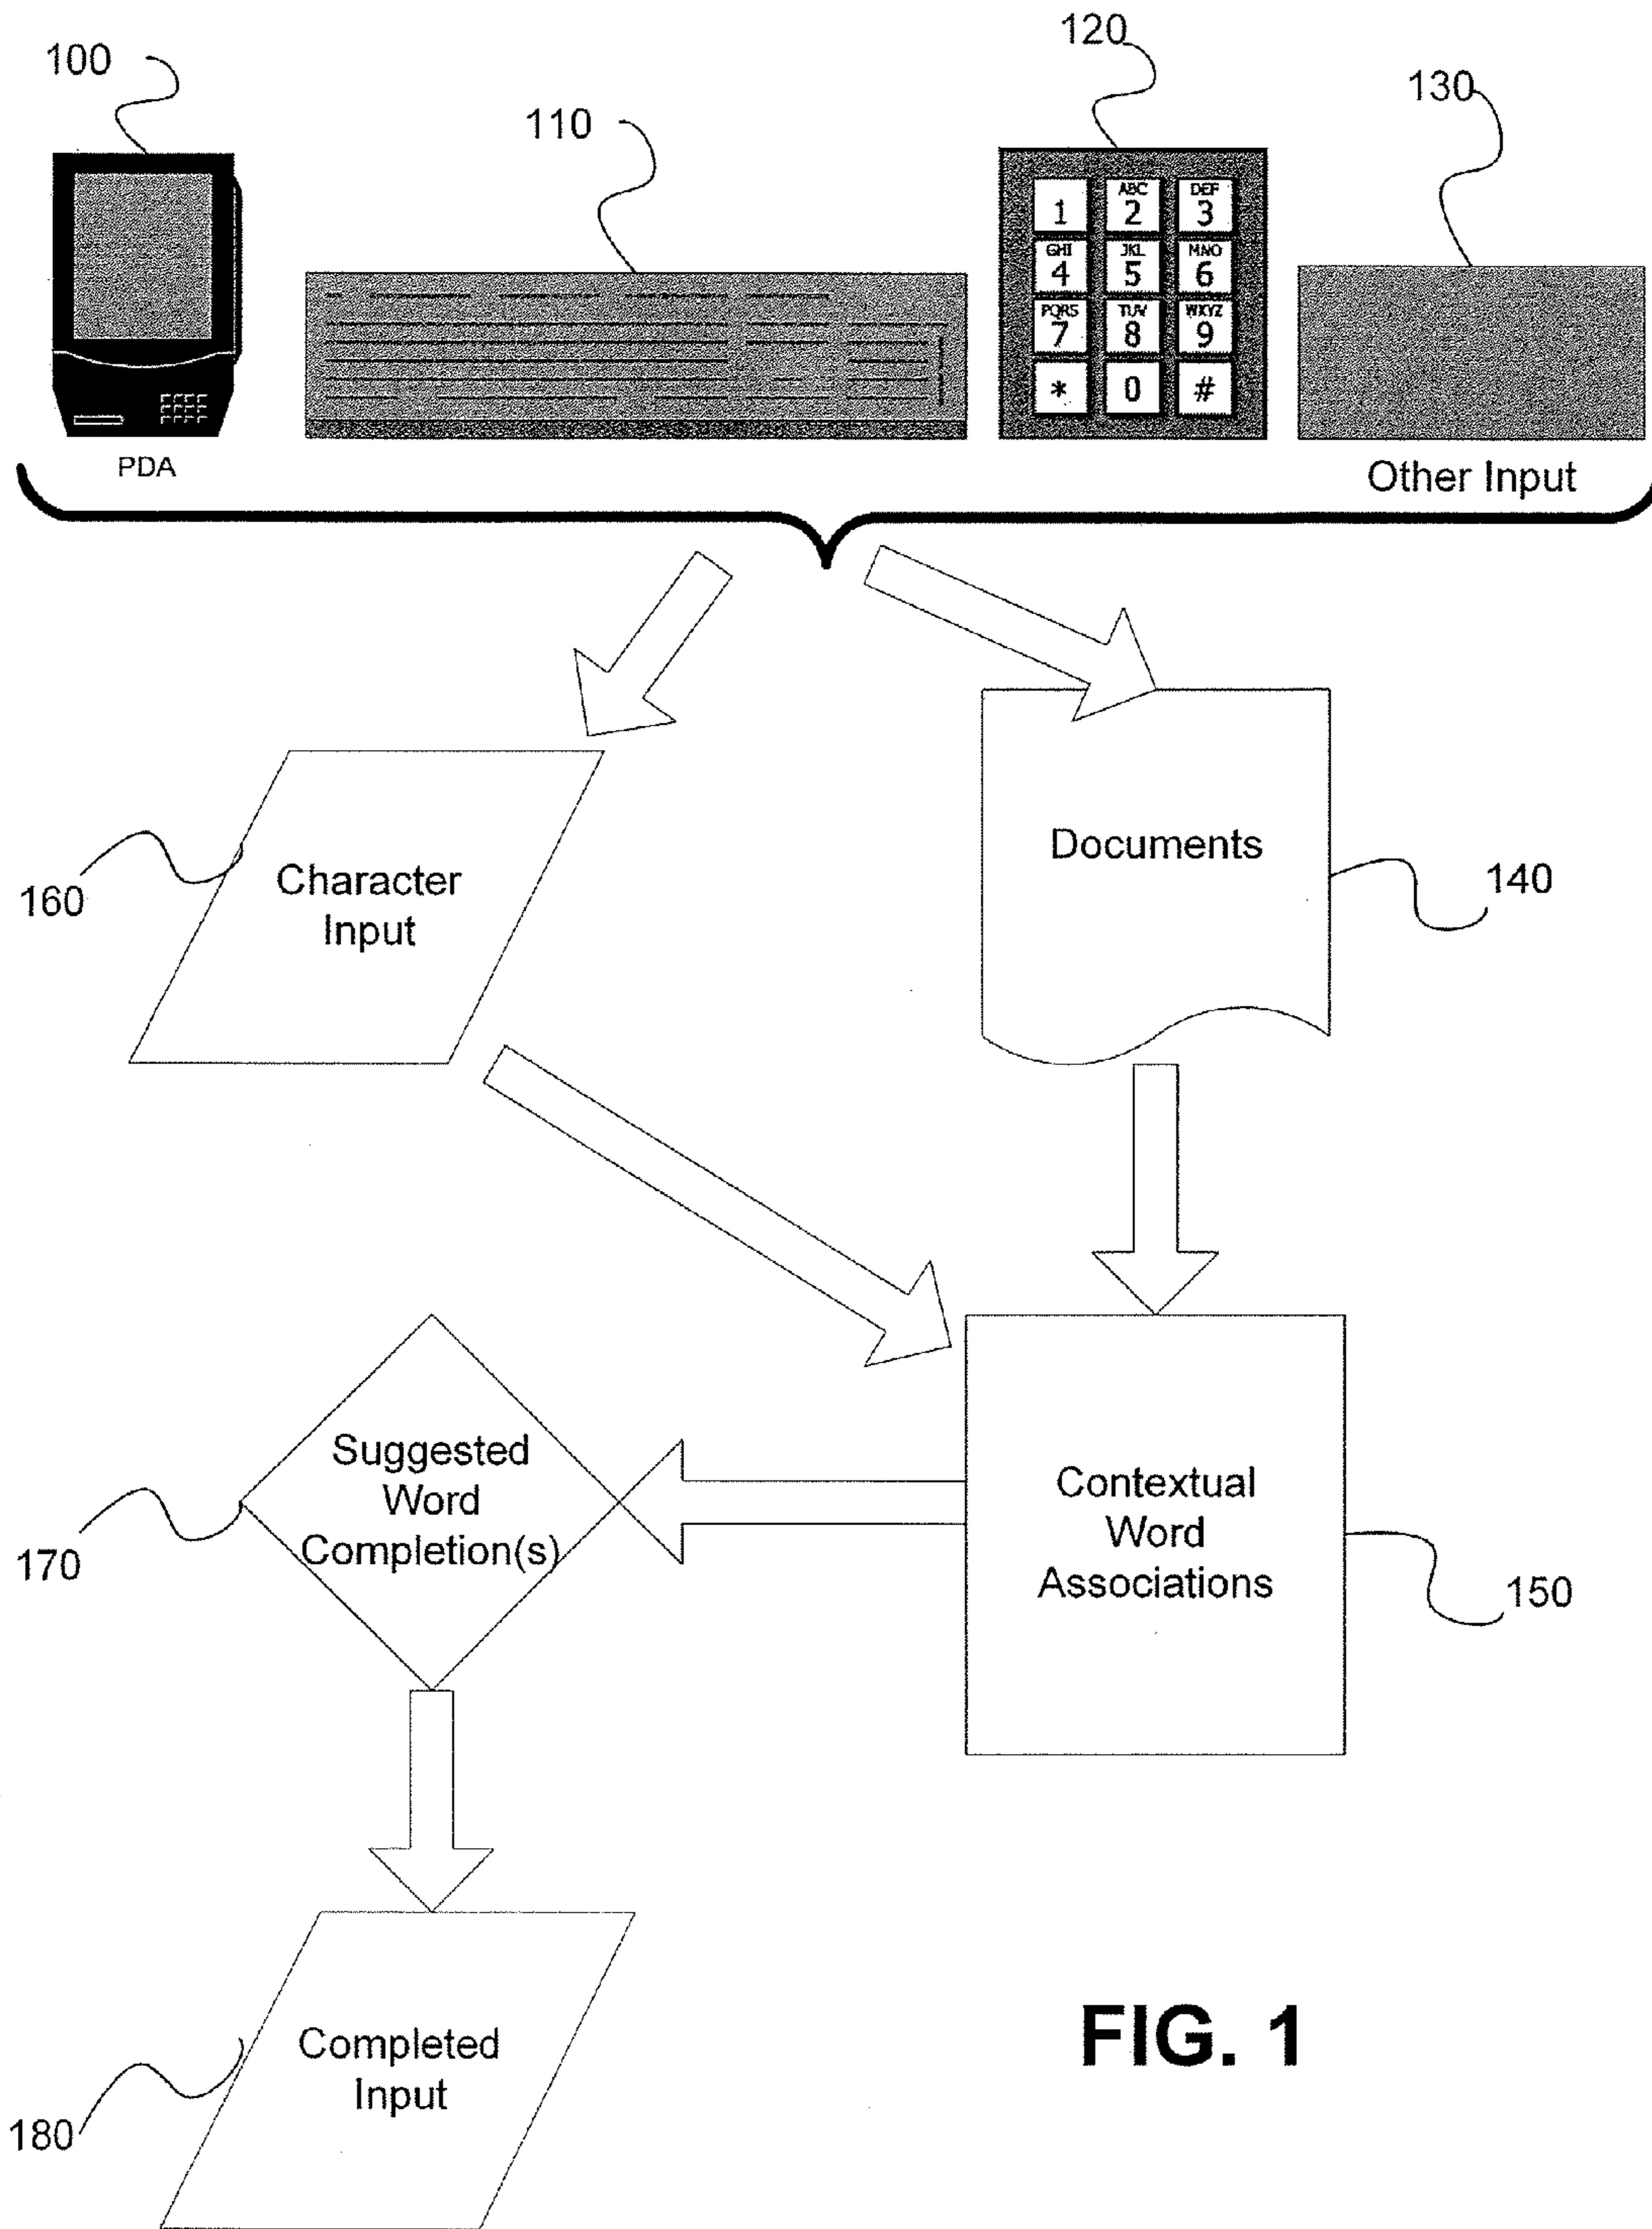 100
120
130
110
1
ABC
2
DEF
3
GHI
4
JKL
5
MNO
6
PQRS
7
TUV
8
WXYZ
9
*
0
#
PDA
Other Input
160
Character
Input
Documents
140
170
Suggested
Word
Completion(s)
Contextual
Word
Associations
150
180
Completed
Input
FIG. 1